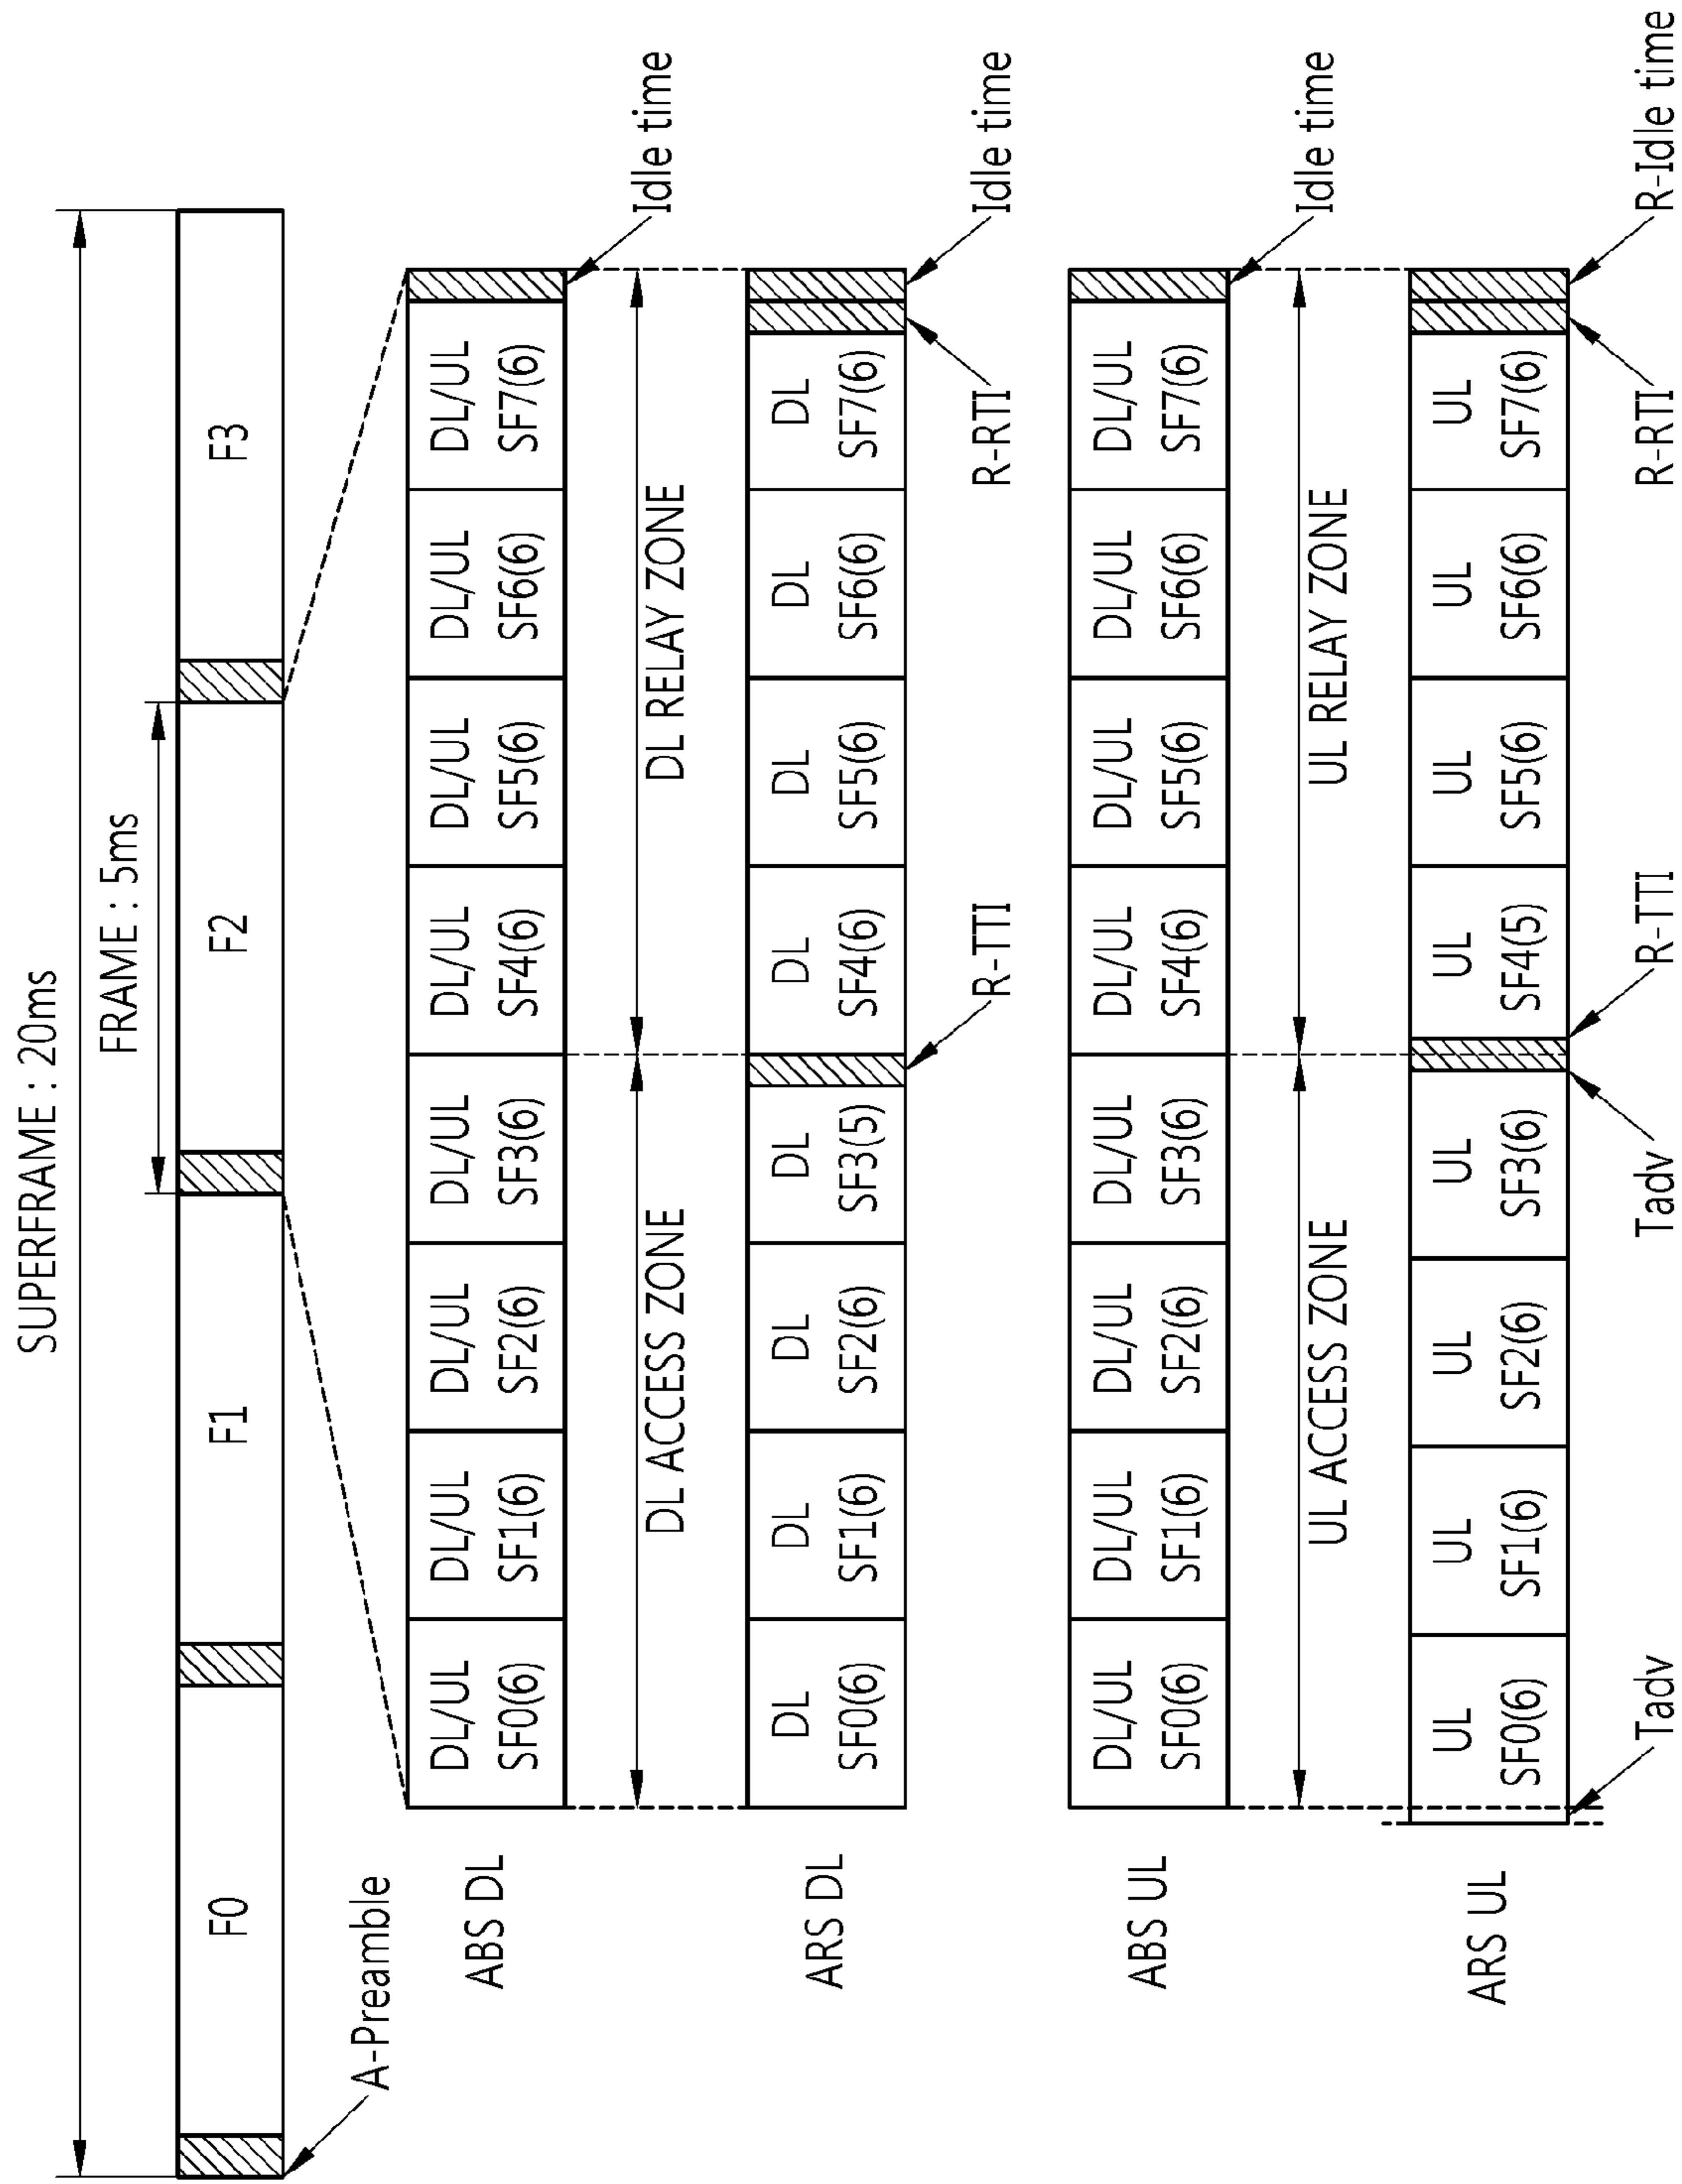 SUPERFRAME : 20ms
FRAME : 5ms
F0
F1
F2
F3
A-Preamble
ABS DL
DL/UL
SF0(6)
DL/UL
SF1(6)
DL/UL
SF2(6)
DL/UL
SF3(6)
DL/UL
SF4(6)
DL/UL
SF5(6)
DL/UL
SF6(6)
DL/UL
SF7(6)
Idle time
DL ACCESS ZONE
DL RELAY ZONE
ARS DL
DL
SF0(6)
DL
SF1(6)
DL
SF2(6)
DL
SF3(5)
DL
SF4(6)
DL
SF5(6)
DL
SF6(6)
DL
SF7(6)
R-TTI
R-RTI
Idle time
ABS UL
DL/UL
SF0(6)
DL/UL
SF1(6)
DL/UL
SF2(6)
DL/UL
SF3(6)
DL/UL
SF4(6)
DL/UL
SF5(6)
DL/UL
SF6(6)
DL/UL
SF7(6)
Idle time
UL ACCESS ZONE
UL RELAY ZONE
ARS UL
UL
SF0(6)
UL
SF1(6)
UL
SF2(6)
UL
SF3(6)
UL
SF4(5)
UL
SF5(6)
UL
SF6(6)
UL
SF7(6)
Tadv
Tadv
R-TTI
R-RTI
R-Idle time